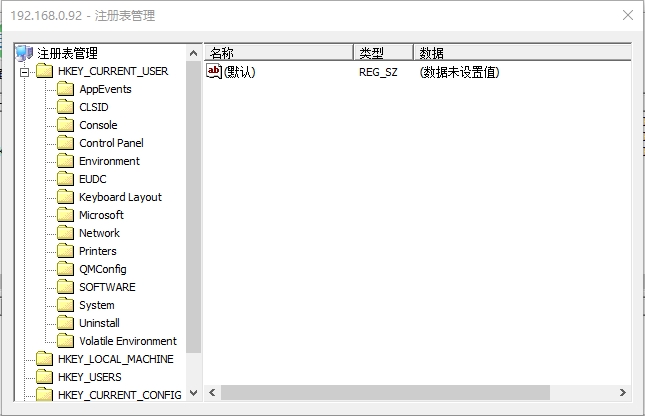 192.168.0.92 - 注册表管理
注册表管理
HKEY_CURRENT_USER
AppEvents
CLSID
Console
Control Panel
Environment
EUDC
Keyboard Layout
Microsoft
Network
Printers
QMConfig
SOFTWARE
System
Uninstall
Volatile Environment
HKEY_LOCAL_MACHINE
HKEY_USERS
HKEY_CURRENT_CONFIG
名称 类型 数据
ab (默认) REG_SZ (数据未设置值)